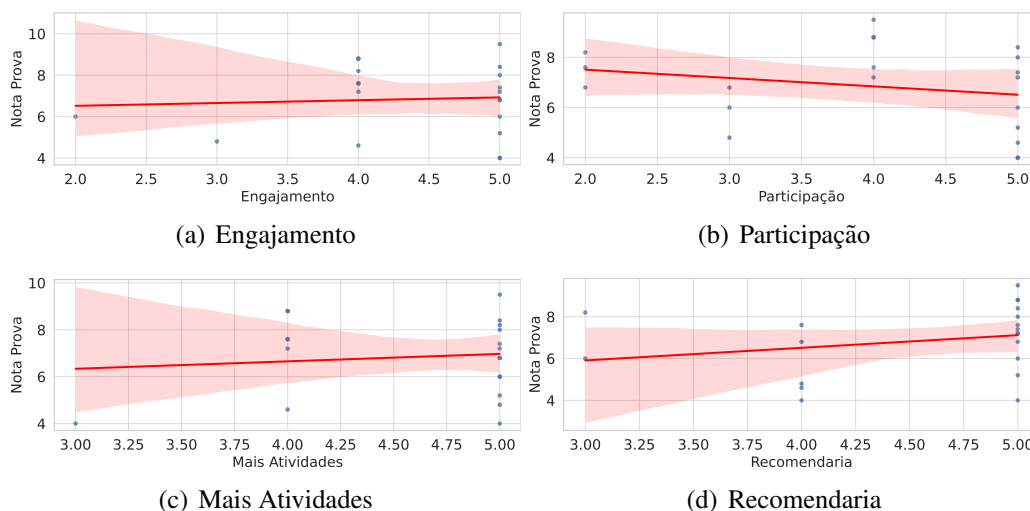 10
8
6
4
Nota Prova
2.0 2.5 3.0 3.5 4.0 4.5 5.0
Engajamento
(a) Engajamento
8
6
4
Nota Prova
2.0 2.5 3.0 3.5 4.0 4.5 5.0
Participação
(b) Participação
10
8
6
4
Nota Prova
3.00 3.25 3.50 3.75 4.00 4.25 4.50 4.75 5.00
Mais Atividades
(c) Mais Atividades
8
6
4
Nota Prova
3.00 3.25 3.50 3.75 4.00 4.25 4.50 4.75 5.00
Recomendaria
(d) Recomendaria